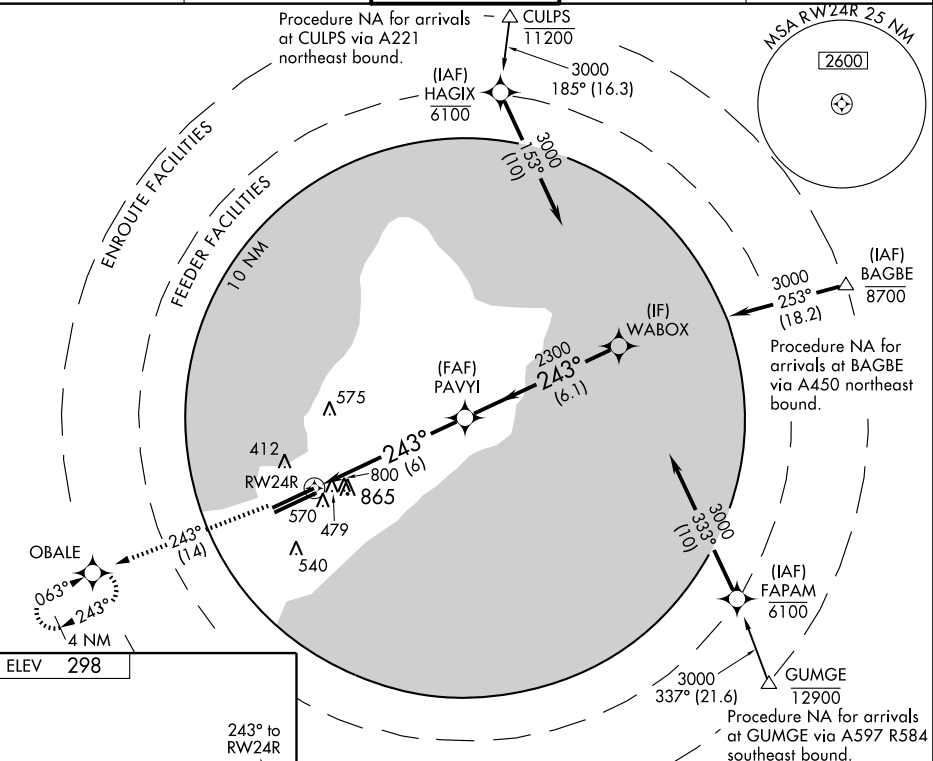 Procedure NA for arrivals
at CULPS via A221
northeast bound.
CULPS
11200
3000
185° (16.3)
(IAF)
HAGIX
6100
3000
153°
(10)
MSA RW24R 25 NM
2600
ENROUTE FACILITIES
FEEDER FACILITIES
10 NM
(IAF)
BAGBE
8700
3000
253°
(18.2)
Procedure NA for
arrivals at BAGBE
via A450 northeast
bound.
(IF)
WABOX
2300
243°
(6.1)
(FAF)
PAVYI
575
412
243°
(6)
RW24R
800
865
570
479
540
243°
(14)
OBALE
063°
243°
4 NM
3000
333°
(10)
(IAF)
FAPAM
6100
3000
337° (21.6)
GUMGE
12900
Procedure NA for arrivals
at GUMGE via A597 R584
southeast bound.
ELEV 298
243° to
RW24R